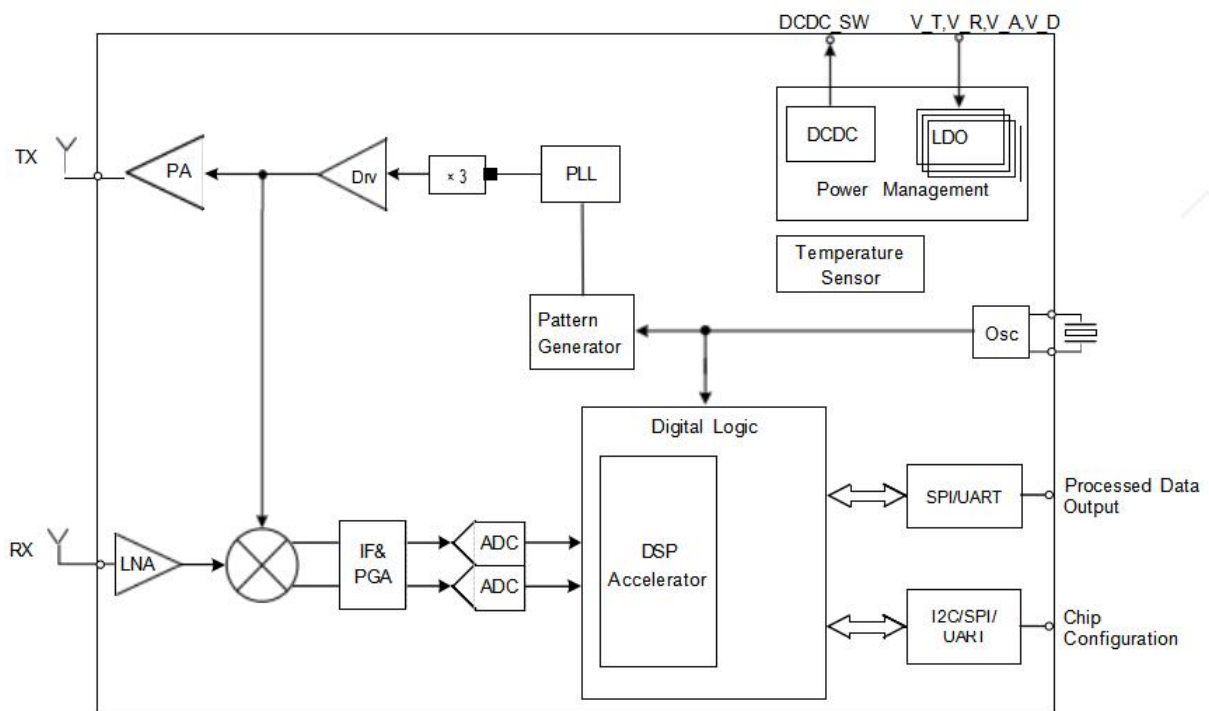 DCDC_SW
V_T,V_R,V_A,V_D
DCDC
LDO
Power Management
TX
PA
Drv
× 3
PLL
Temperature
Sensor
Pattern
Generator
Osc
Digital Logic
SPI/UART
Processed Data
Output
RX
LNA
IF&
PGA
ADC
ADC
DSP
Accelerator
I2C/SPI/
UART
Chip
Configuration